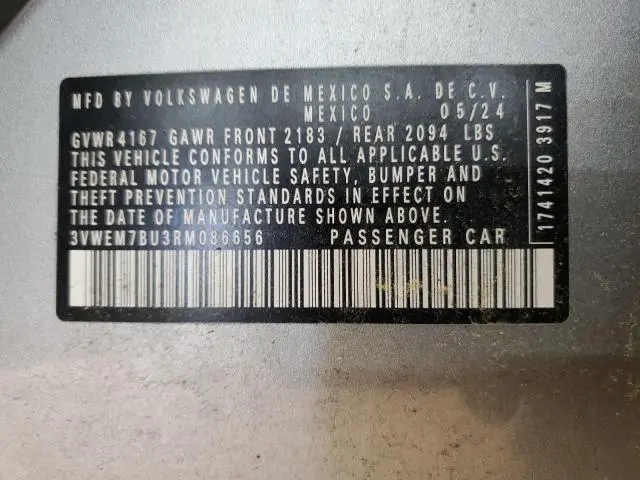 MFD BY VOLKSWAGEN DE MEXICO S.A. DE C.V.
MEXICO 05/24
GVWR 4167 GAWR FRONT 2183 / REAR 2094 LBS
THIS VEHICLE CONFORMS TO ALL APPLICABLE U.S.
FEDERAL MOTOR VEHICLE SAFETY, BUMPER AND
THEFT PREVENTION STANDARDS IN EFFECT ON
THE DATE OF MANUFACTURE SHOWN ABOVE.
3VWEM7BU3RM086656 PASSENGER CAR
1741420 3917 M